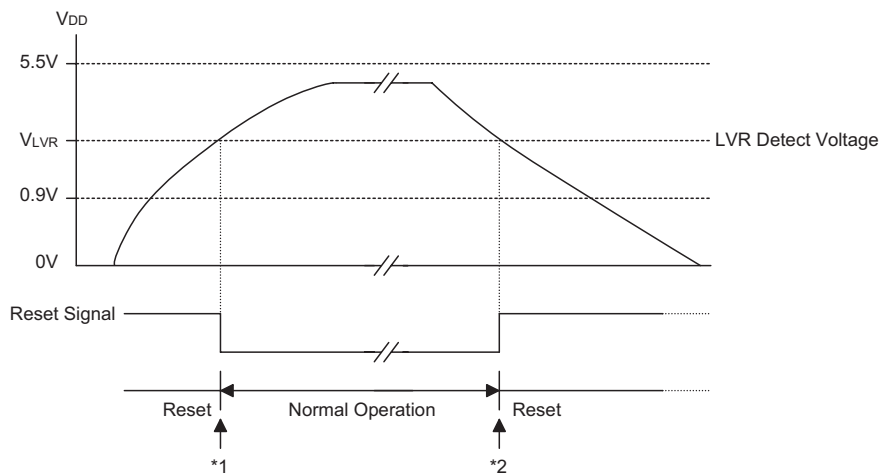 VDD
5.5V
VLVR
LVR Detect Voltage
0.9V
0V
Reset Signal
Reset
Normal Operation
Reset
*1
*2